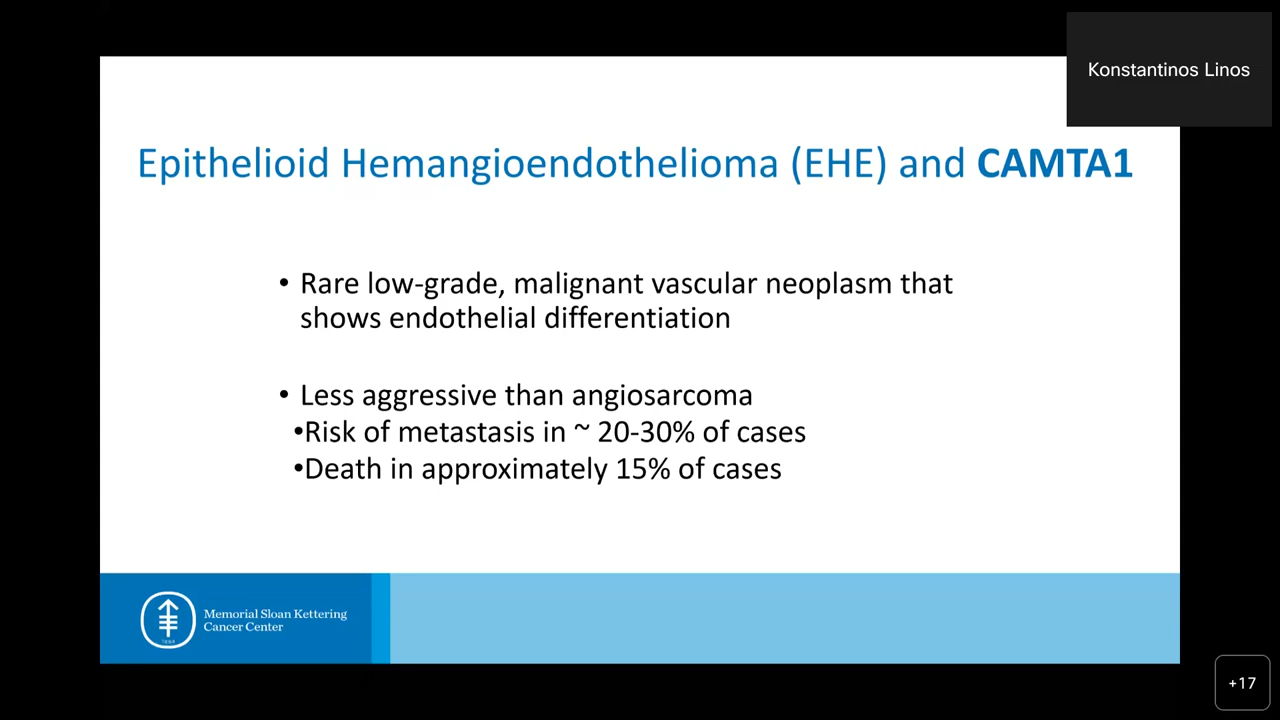 Konstantinos Linos
Epithelioid Hemangioendothelioma (EHE) and CAMTA1
• Rare low-grade, malignant vascular neoplasm that
shows endothelial differentiation
• Less aggressive than angiosarcoma
•Risk of metastasis in ~ 20-30% of cases
•Death in approximately 15% of cases
Memorial Sloan Kettering
Cancer Center
1884
+17